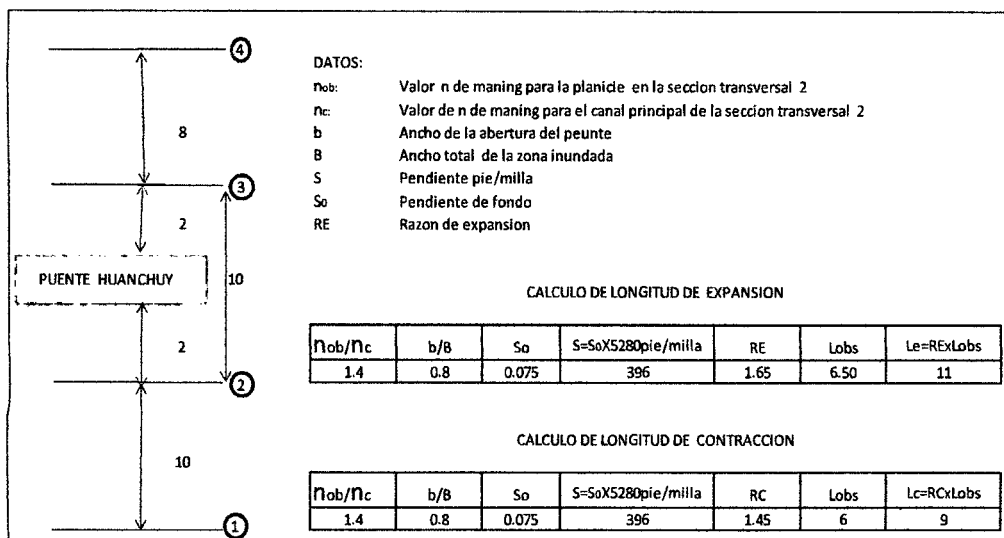 4
8
3
2
PUENTE HUANCHUY
10
2
2
10
1
DATOS:
nob: Valor n de maning para la planicie en la seccion transversal 2
nc: Valor de n de maning para el canal principal de la seccion transversal 2
b Ancho de la abertura del peunte
B Ancho total de la zona inundada
S Pendiente pie/milla
So Pendiente de fondo
RE Razon de expansion
CALCULO DE LONGITUD DE EXPANSION
nob/nc b/B So S=SoX5280pie/milla RE Lobs Le=RExLobs
1.4 0.8 0.075 396 1.65 6.50 11
CALCULO DE LONGITUD DE CONTRACCION
nob/nc b/B So S=SoX5280pie/milla RC Lobs Lc=RCxLobs
1.4 0.8 0.075 396 1.45 6 9